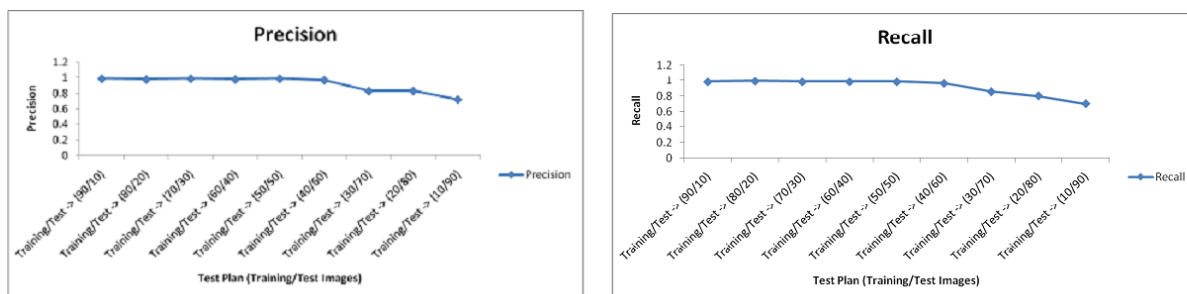 Precision
1.2
1
0.8
0.6
0.4
0.2
0
Precision
Training/Test -> (90/10)
Training/Test -> (80/20)
Training/Test -> (70/30)
Training/Test -> (60/40)
Training/Test -> (50/50)
Training/Test -> (40/60)
Training/Test -> (30/70)
Training/Test -> (20/80)
Training/Test -> (10/90)
Precision
Test Plan (Training/Test Images)
Recall
1.2
1
0.8
0.6
0.4
0.2
0
Recall
Training/Test -> (90/10)
Training/Test -> (80/20)
Training/Test -> (70/30)
Training/Test -> (60/40)
Training/Test -> (50/50)
Training/Test -> (40/60)
Training/Test -> (30/70)
Training/Test -> (20/80)
Training/Test -> (10/90)
Recall
Test Plan (Training/Test Images)